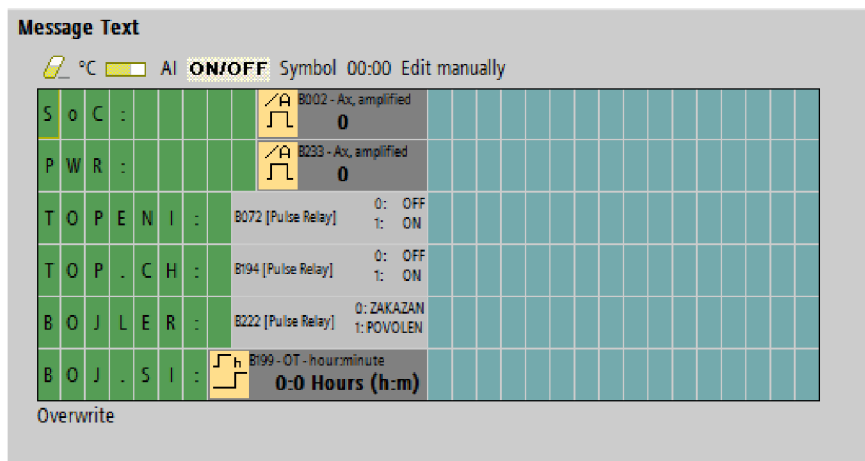 Message Text
°C AI ON/OFF Symbol 00:00 Edit manually
SoC: /A B002 - Ax, amplified
0
PWR: /A B233 - Ax, amplified
0
TOPENI: B072 [Pulse Relay] 0: OFF
1: ON
TOP.CH: B194 [Pulse Relay] 0: OFF
1: ON
BOJLER: B222 [Pulse Relay] 0: ZAKAZAN
1: POVOLEN
BOJ.SI: h B199 - OT - hour:minute
0:0 Hours (h:m)
Overwrite